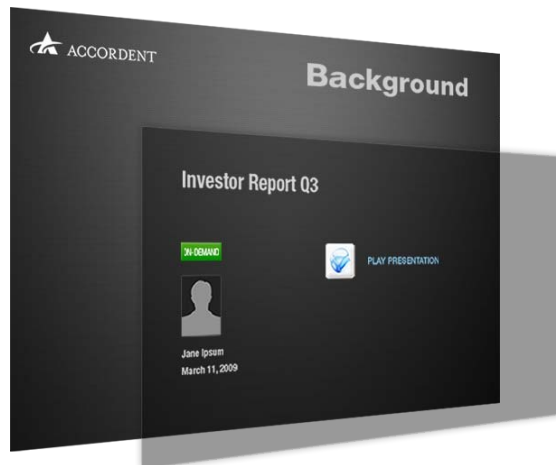 ACCORDENT
Background
Investor Report Q3
ON-DEMAND
PLAY PRESENTATION
Jane Ipsum
March 11, 2009